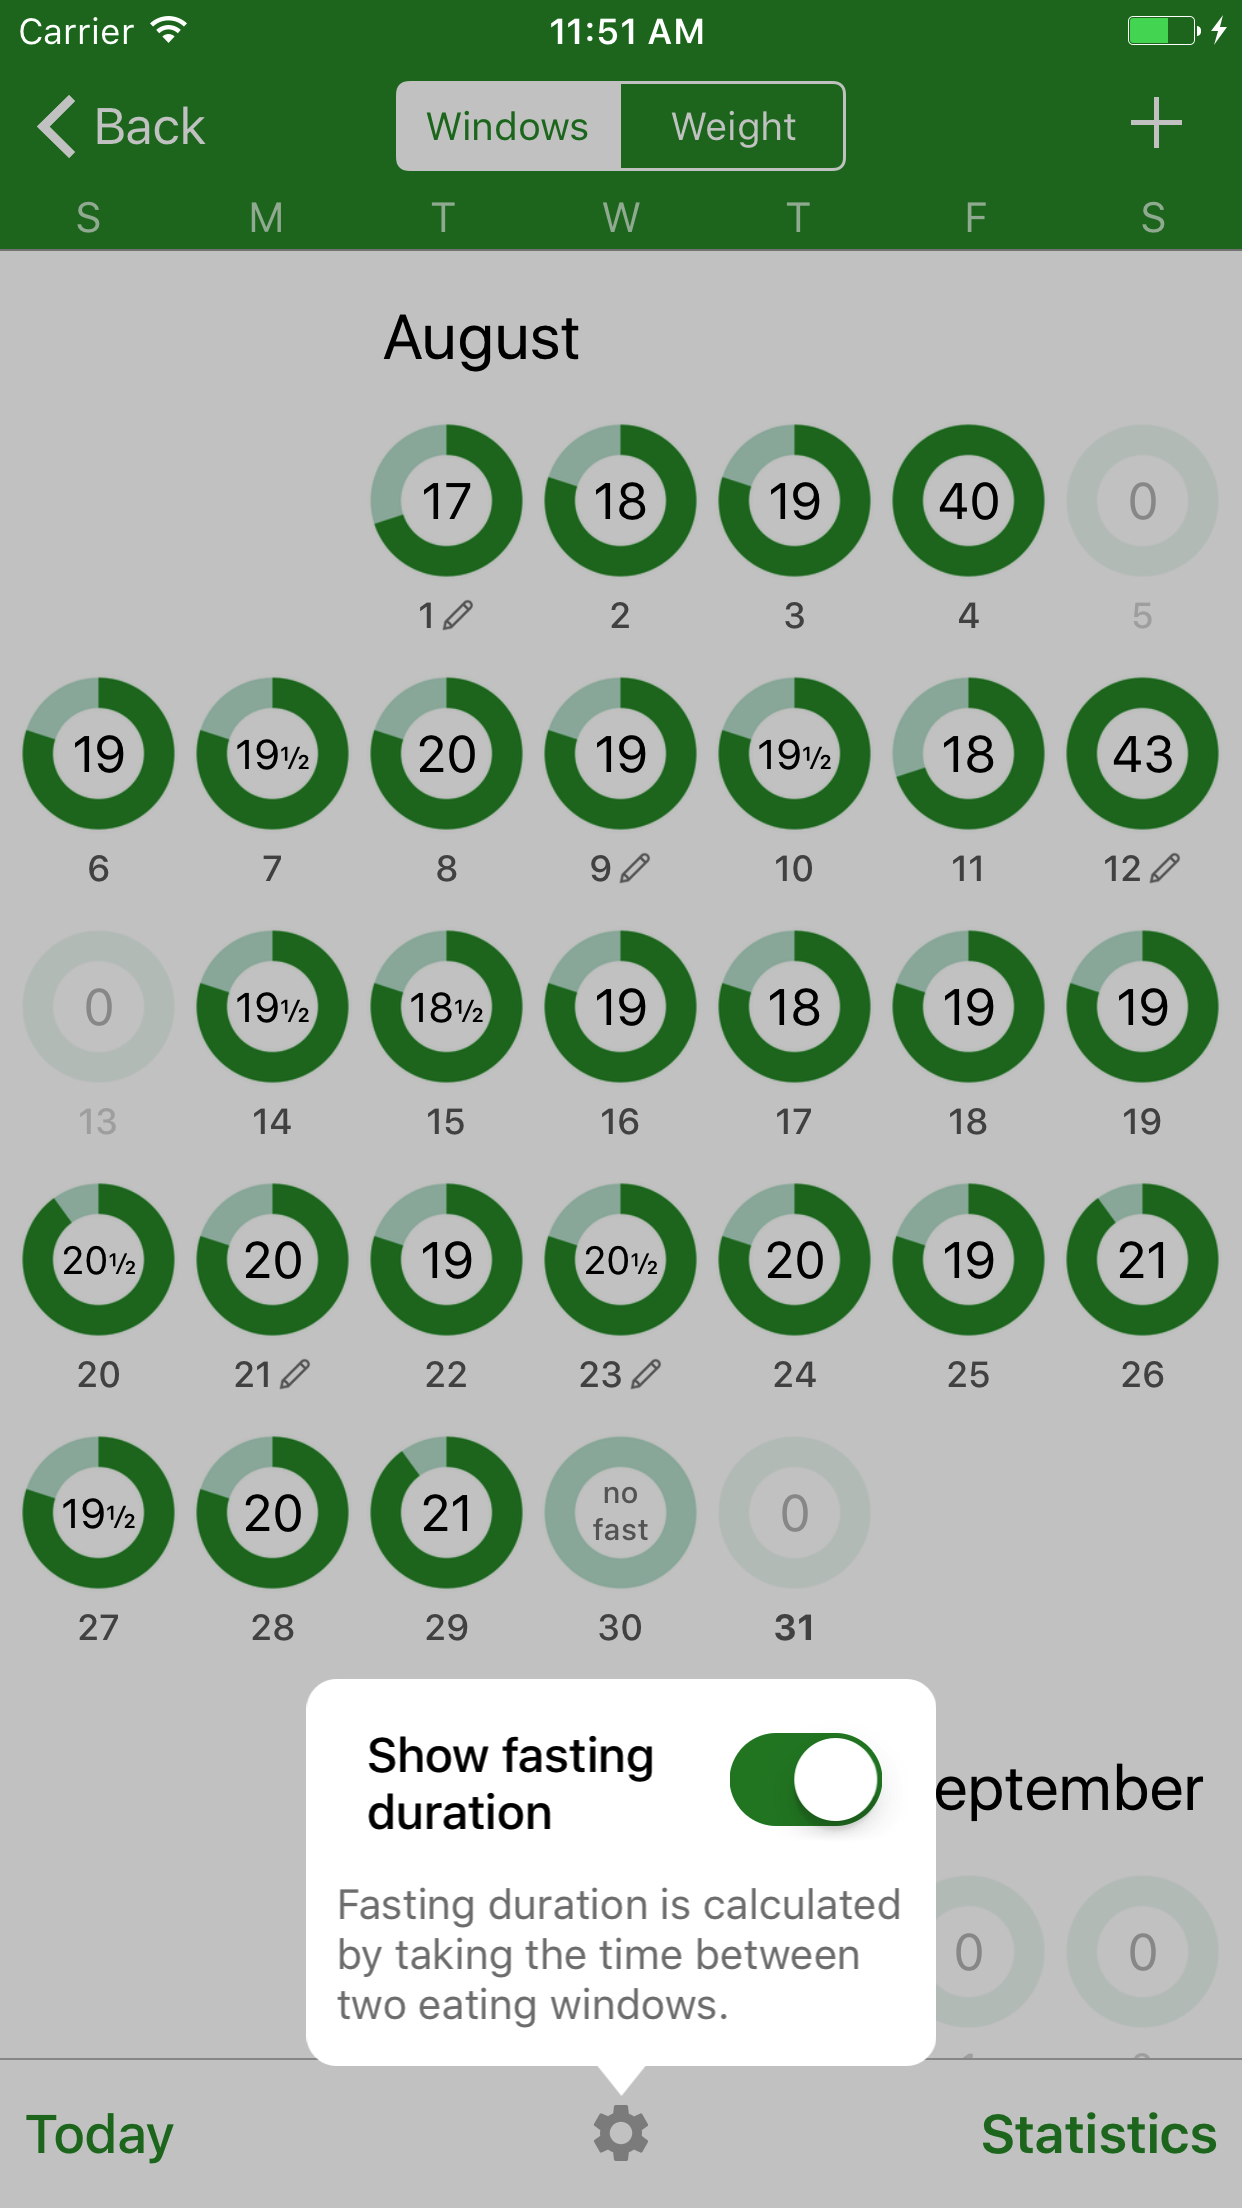 Carrier 11:51 AM
Back Windows Weight
S M T W T F S
August
17 18 19 40 0
1 2 3 4 5
19 19½ 20 19 19½ 18 43
6 7 8 9 10 11 12
0 19½ 18½ 19 18 19 19
13 14 15 16 17 18 19
20½ 20 19 20½ 20 19 21
20 21 22 23 24 25 26
19½ 20 21 no fast 0
27 28 29 30 31
Show fasting
duration
eptember
Fasting duration is calculated
by taking the time between
two eating windows.
0 0
Today Statistics